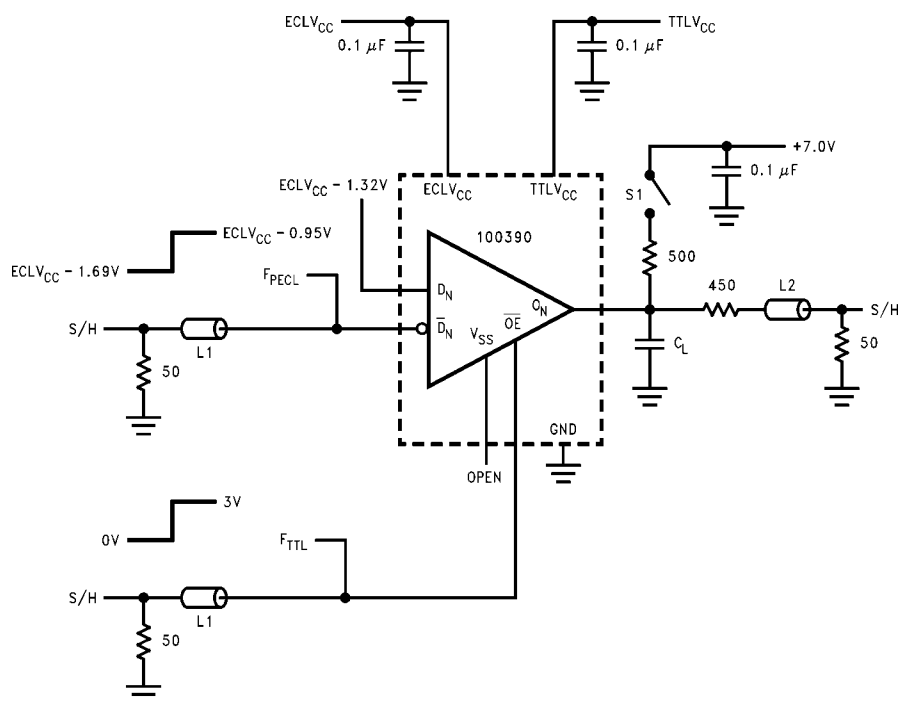 ECLVCC
0.1 µF
0.1 µF
TTLVCC
+7.0V
0.1 µF
S1
500
ECLVCC – 1.32V
ECLVCC
TTLVCC
100390
ECLVCC – 0.95V
ECLVCC – 1.69V
FPECL
DN
ON
450
L2
S/H
S/H
L1
D̅N
VSS
O̅E̅
CL
50
50
GND
OPEN
3V
0V
FTTL
S/H
L1
50